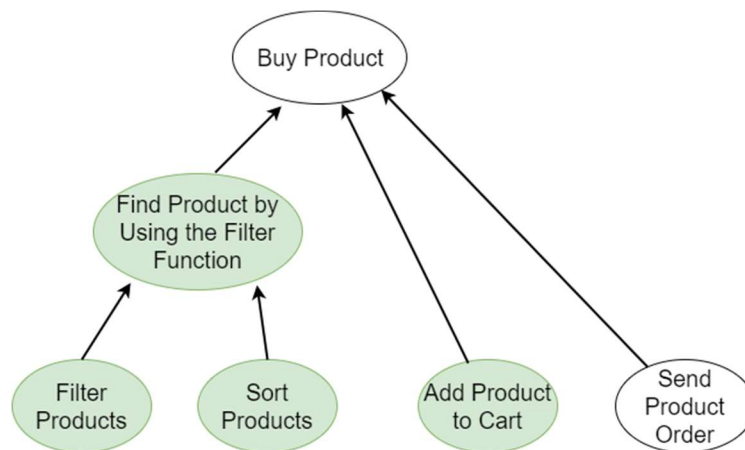 Buy Product
Find Product by
Using the Filter
Function
Filter
Products
Sort
Products
Add Product
to Cart
Send
Product
Order